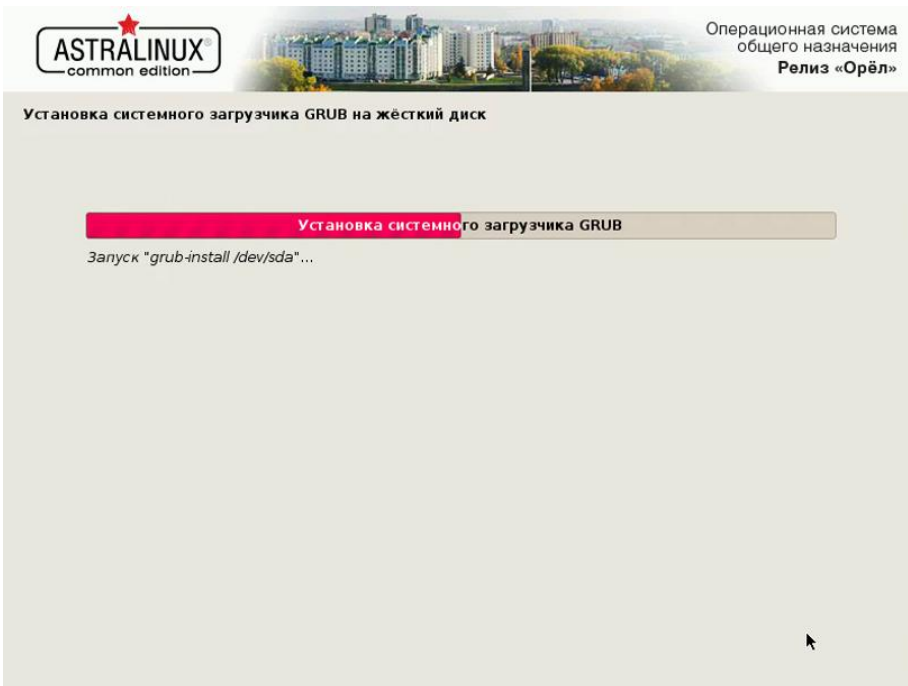 ASTRALINUX®
common edition
Операционная система
общего назначения
Релиз «Орёл»
Установка системного загрузчика GRUB на жёсткий диск
Установка системного загрузчика GRUB
Запуск "grub-install /dev/sda"...